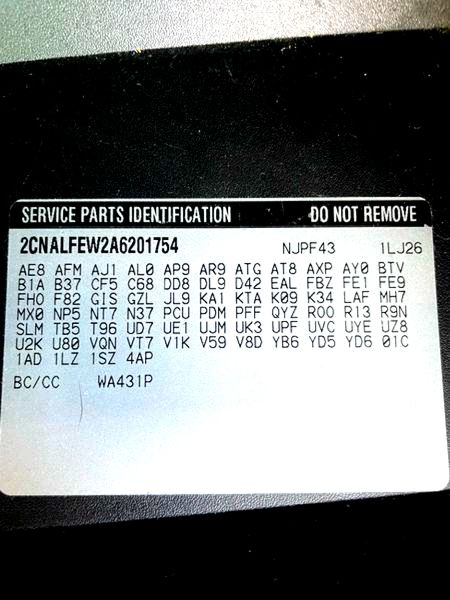 SERVICE PARTS IDENTIFICATION DO NOT REMOVE
2CNALFEW2A6201754 NJPF43 1LJ26
AE8 AFM AJ1 AL0 AP9 AR9 ATG AT8 AXP AY0 BTV
B1A B37 CF5 C68 DD8 DL9 D42 EAL FBZ FE1 FE9
FHO F82 GIS GZL JL9 KA1 KTA K09 K34 LAF MH7
MX0 NP5 NT7 N37 PCU PDM PFF QYZ ROO R13 R9N
SLM TB5 T96 UD7 UE1 UJM UK3 UPF UVC UYE UZ8
U2K U80 VQN VT7 V1K V59 V8D YB6 YD5 YD6 01C
1AD 1LZ 1SZ 4AP
BC/CC WA431P